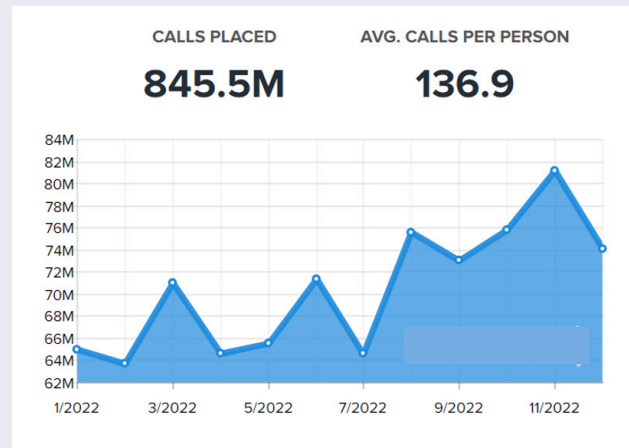 CALLS PLACED
AVG. CALLS PER PERSON
845.5M
136.9
84M
82M
80M
78M
76M
74M
72M
70M
68M
66M
64M
62M
1/2022
3/2022
5/2022
7/2022
9/2022
11/2022